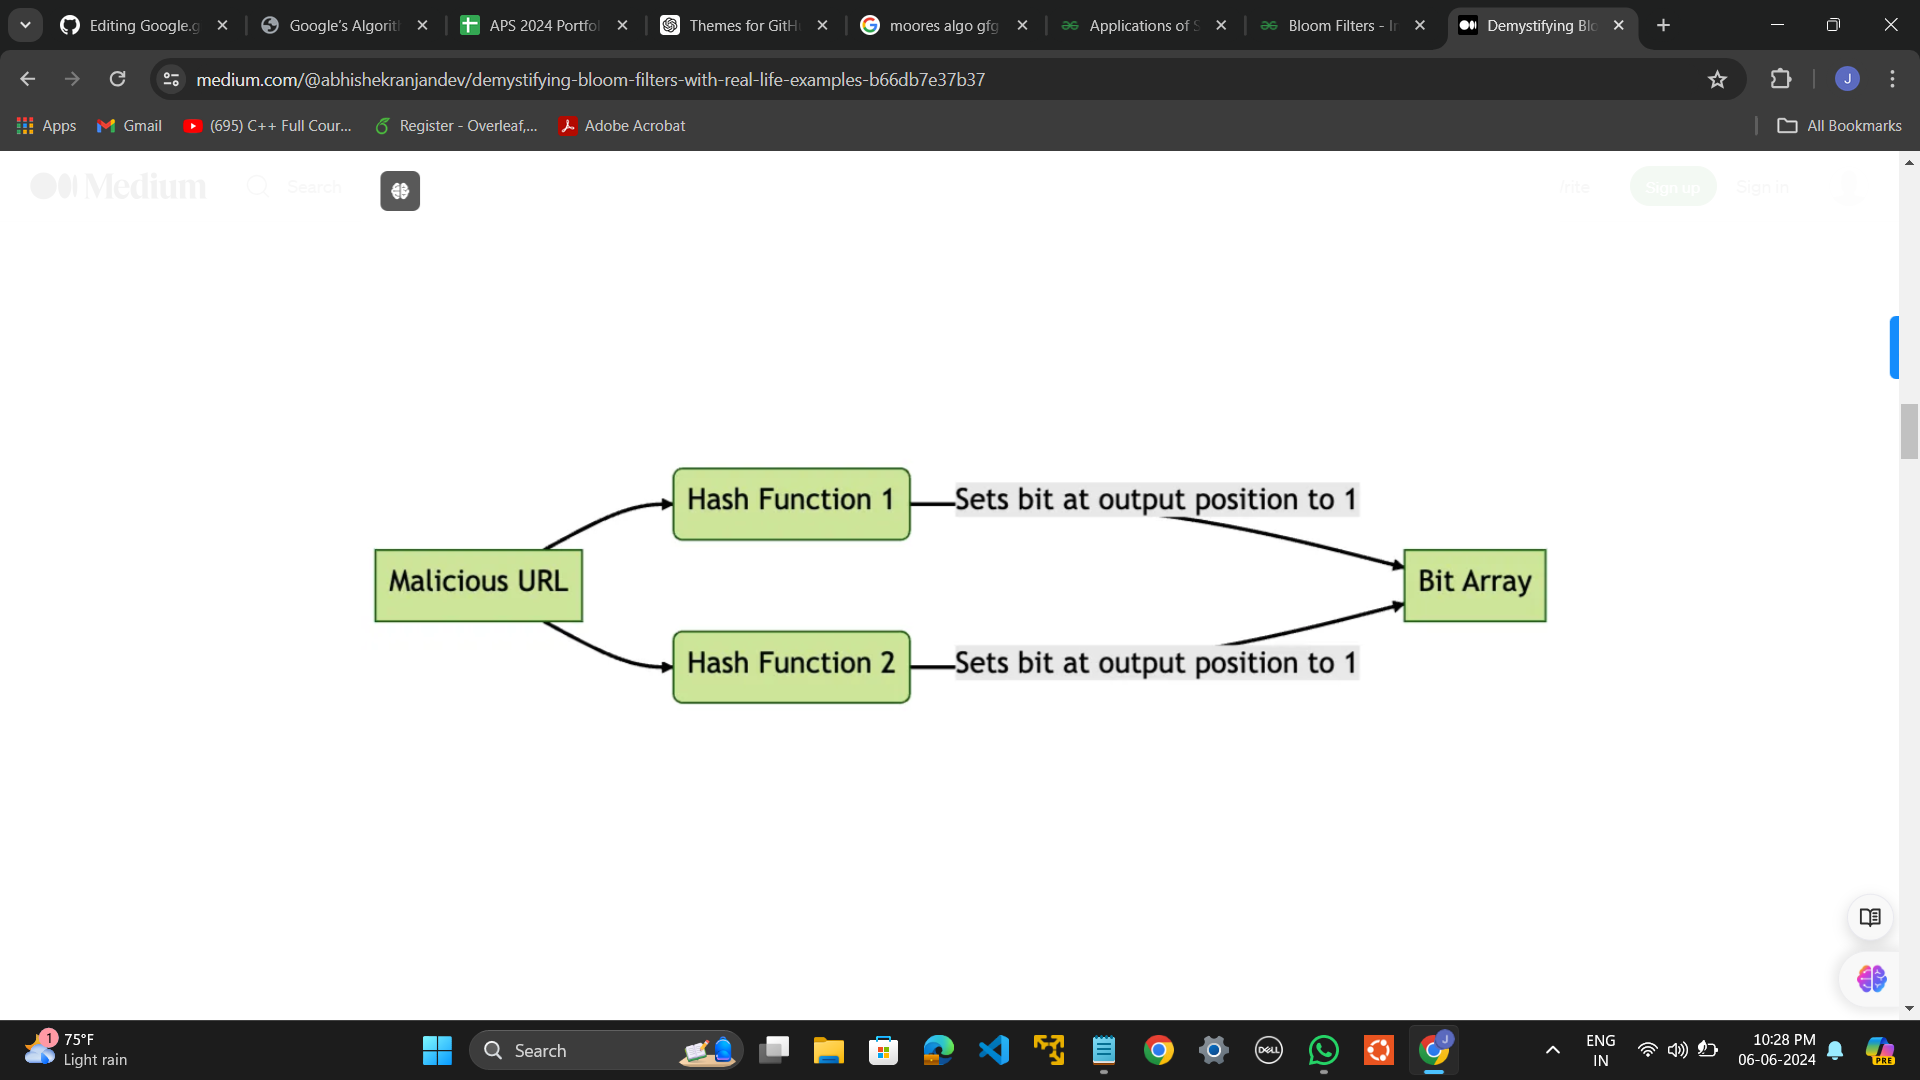 Editing Google.g
Google's Algorit
APS 2024 Portfol
Themes for GitH
moores algo gfg
Applications of S
Bloom Filters - Ir
Demystifying Blo
medium.com/@abhishekranjandev/demystifying-bloom-filters-with-real-life-examples-b66db7e37b37
J
Apps
Gmail
(695) C++ Full Cour...
Register - Overleaf,...
Adobe Acrobat
All Bookmarks
Medium
Search
Sign up
Sign in
Hash Function 1
Sets bit at output position to 1
Malicious URL
Bit Array
Hash Function 2
Sets bit at output position to 1
1
75°F
Light rain
Search
DELL
J
ENG
IN
10:28 PM
06-06-2024
PRE